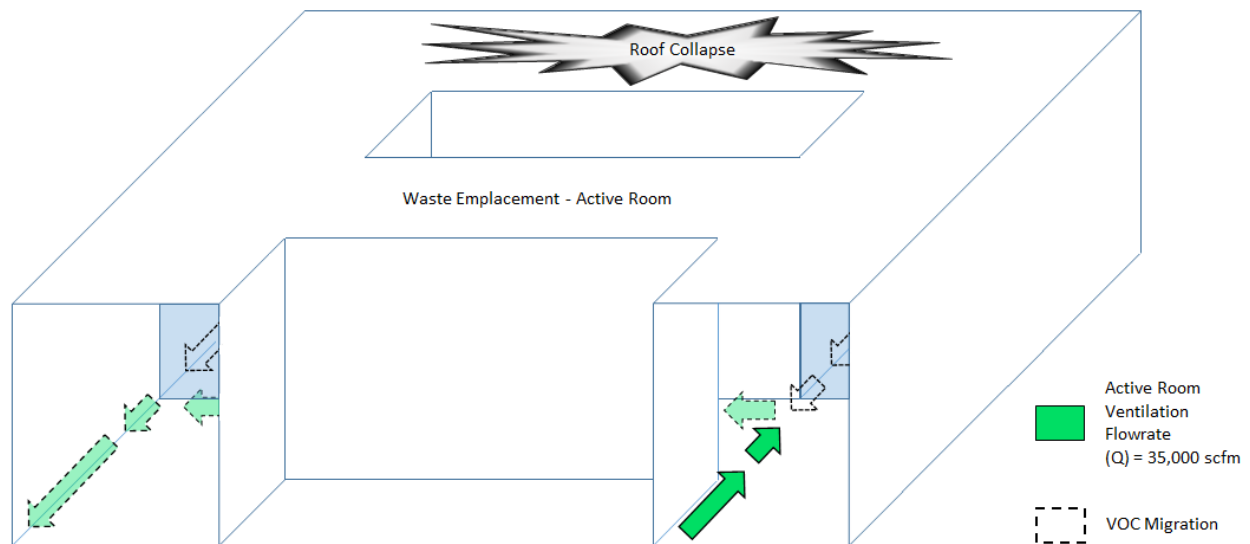 Roof Collapse
Waste Emplacement - Active Room
Active Room
Ventilation
Flowrate
(Q) = 35,000 scfm
VOC Migration